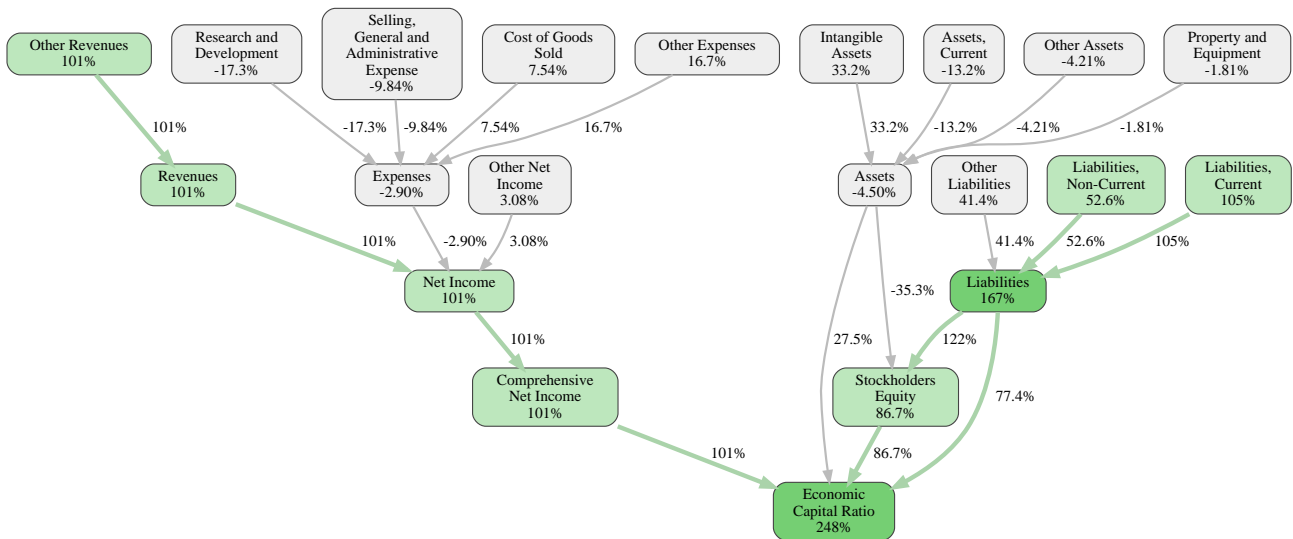 Other Revenues
101%
Research and
Development
-17.3%
Selling,
General and
Administrative
Expense
-9.84%
Cost of Goods
Sold
7.54%
Other Expenses
16.7%
Intangible
Assets
33.2%
Assets,
Current
-13.2%
Other Assets
-4.21%
Property and
Equipment
-1.81%
101%
-17.3%
-9.84%
7.54%
16.7%
33.2%
-13.2%
-4.21%
-1.81%
Revenues
101%
Expenses
-2.90%
Other Net
Income
3.08%
Assets
-4.50%
Other
Liabilities
41.4%
Liabilities,
Non-Current
52.6%
Liabilities,
Current
105%
101%
-2.90%
3.08%
41.4%
52.6%
105%
Net Income
101%
-35.3%
Liabilities
167%
101%
27.5%
122%
Comprehensive
Net Income
101%
Stockholders
Equity
86.7%
77.4%
101%
86.7%
Economic
Capital Ratio
248%